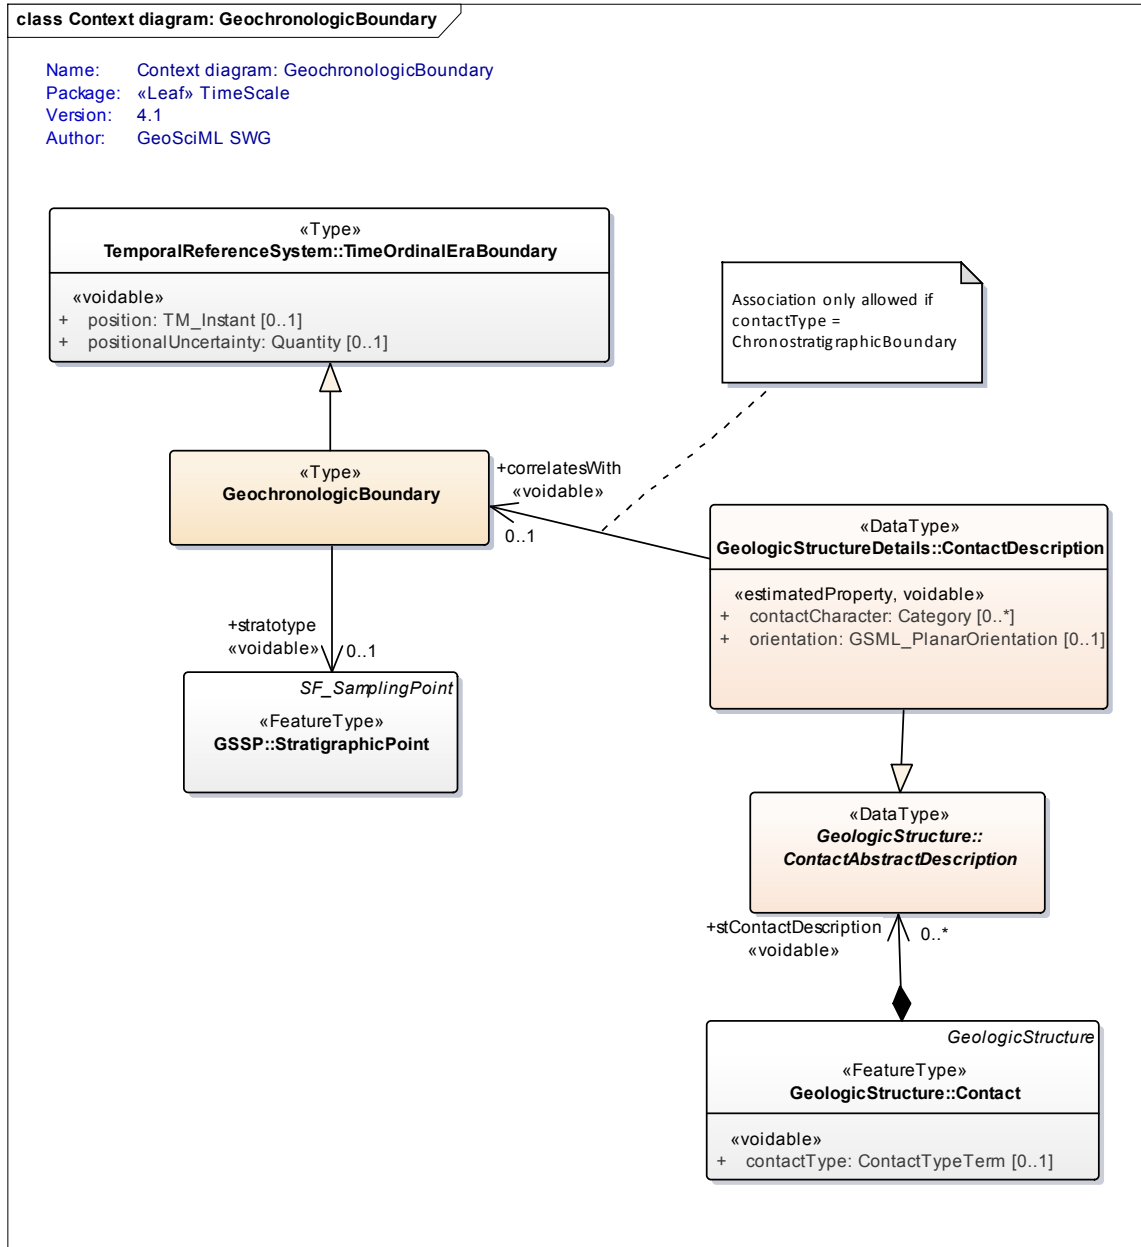 class Context diagram: GeochronologicBoundary
Name: Context diagram: GeochronologicBoundary
Package: «Leaf» TimeScale
Version: 4.1
Author: GeoSciML SWG
«Type»
TemporalReferenceSystem::TimeOrdinalEraBoundary
«voidable»
+ position: TM_Instant [0..1]
+ positionalUncertainty: Quantity [0..1]
Association only allowed if
contactType =
ChronostratigraphicBoundary
«Type»
GeochronologicBoundary
+correlatesWith
«voidable»
0..1
«DataType»
GeologicStructureDetails::ContactDescription
«estimatedProperty, voidable»
+ contactCharacter: Category [0..*]
+ orientation: GSML_PlanarOrientation [0..1]
+stratotype
«voidable»
0..1
SF_SamplingPoint
«FeatureType»
GSSP::StratigraphicPoint
«DataType»
GeologicStructure::
ContactAbstractDescription
+stContactDescription
«voidable»
0..*
GeologicStructure
«FeatureType»
GeologicStructure::Contact
«voidable»
+ contactType: ContactTypeTerm [0..1]